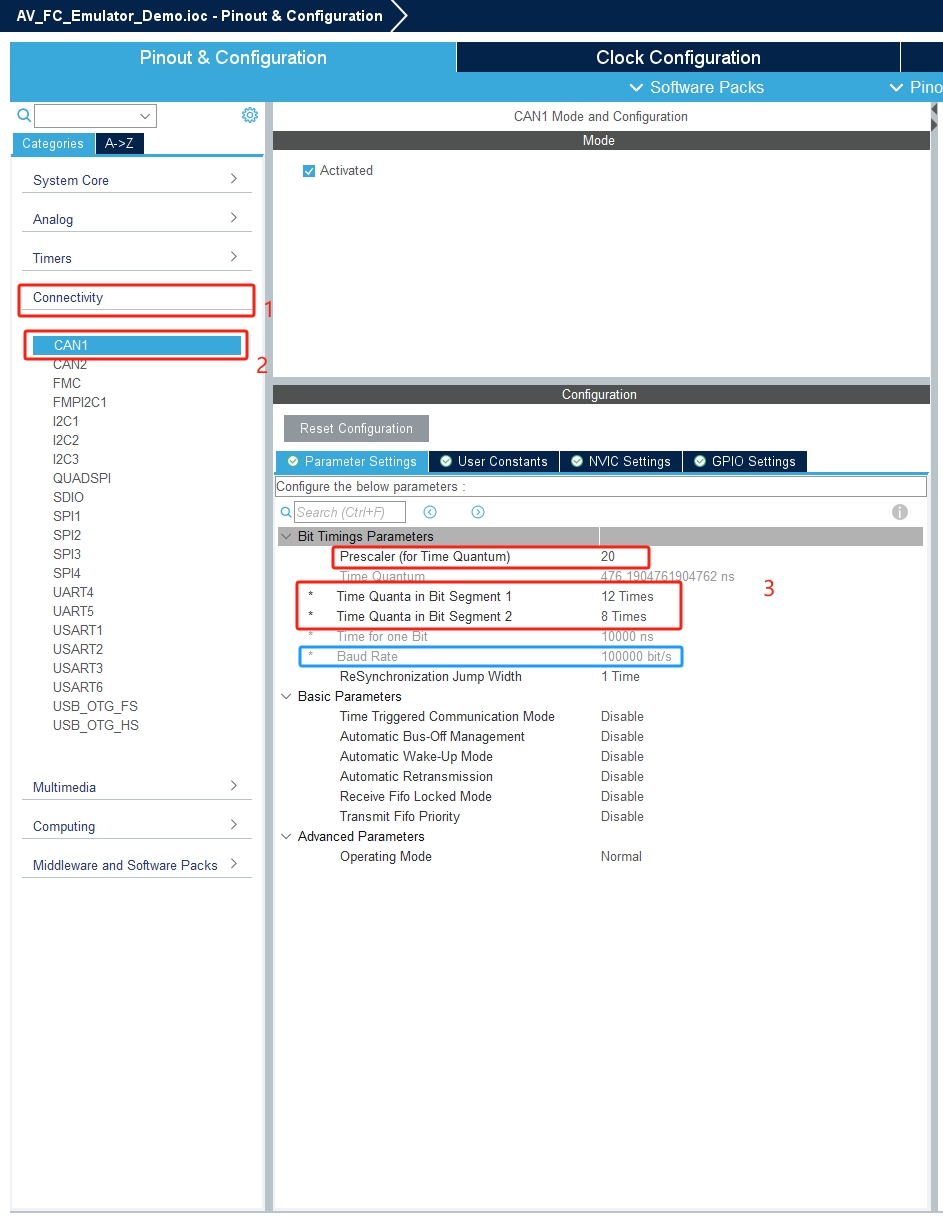 AV_FC_Emulator_Demo.ioc - Pinout & Configuration
Pinout & Configuration
Clock Configuration
Software Packs
Pino
Categories
A->Z
System Core
Analog
Timers
Connectivity
1
CAN1
2
CAN2
FMC
FMPI2C1
I2C1
I2C2
I2C3
QUADSPI
SDIO
SPI1
SPI2
SPI3
SPI4
UART4
UART5
USART1
USART2
USART3
USART6
USB_OTG_FS
USB_OTG_HS
Multimedia
Computing
Middleware and Software Packs
CAN1 Mode and Configuration
Mode
Activated
Configuration
Reset Configuration
Parameter Settings
User Constants
NVIC Settings
GPIO Settings
Configure the below parameters :
Search (Ctrl+F)
Bit Timings Parameters
Prescaler (for Time Quantum) 20
Time Quantum 476.1904761904762 ns
3
* Time Quanta in Bit Segment 1 12 Times
* Time Quanta in Bit Segment 2 8 Times
* Time for one Bit 10000 ns
* Baud Rate 100000 bit/s
ReSynchronization Jump Width 1 Time
Basic Parameters
Time Triggered Communication Mode Disable
Automatic Bus-Off Management Disable
Automatic Wake-Up Mode Disable
Automatic Retransmission Disable
Receive Fifo Locked Mode Disable
Transmit Fifo Priority Disable
Advanced Parameters
Operating Mode Normal